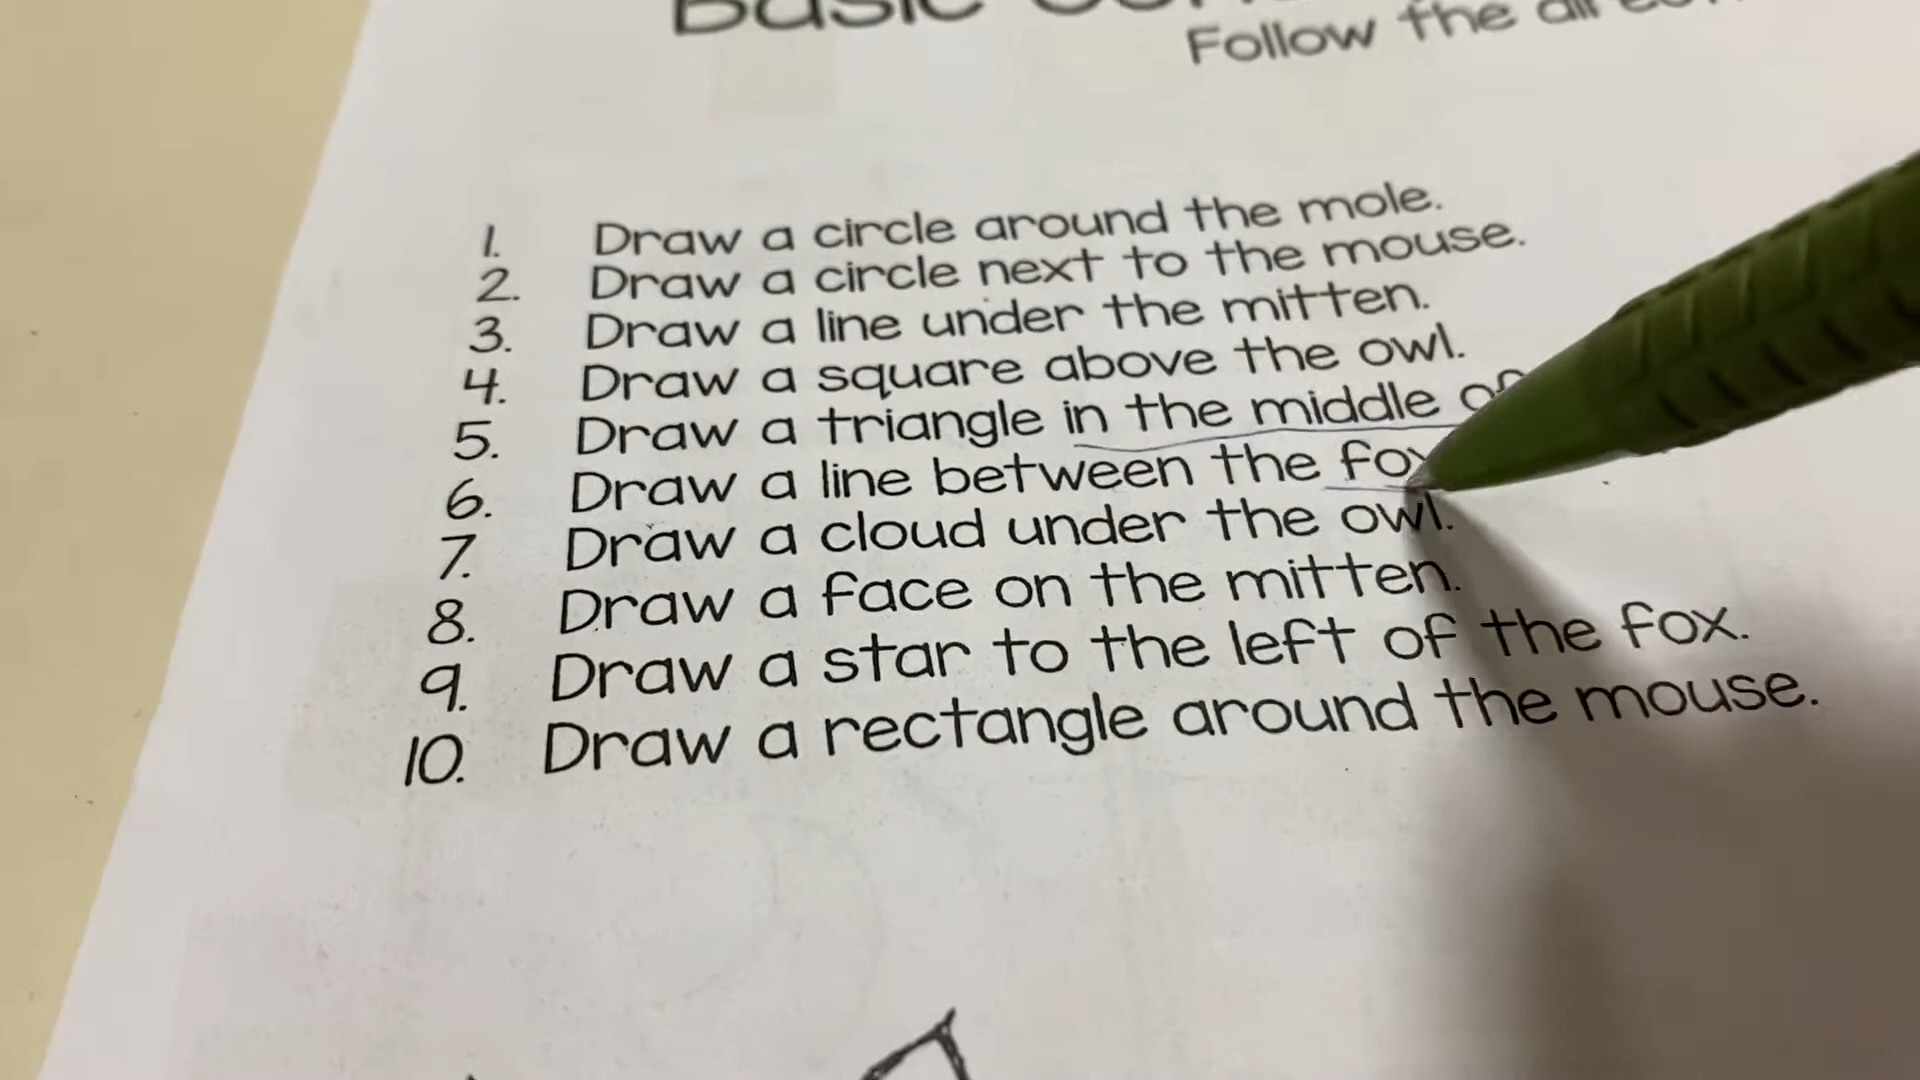 Basic
Follow the
1. Draw a circle around the mole.
2. Draw a circle next to the mouse.
3. Draw a line under the mitten.
4. Draw a square above the owl.
5. Draw a triangle in the middle of
6. Draw a line between the fox
7. Draw a cloud under the owl.
8. Draw a face on the mitten.
9. Draw a star to the left of the fox.
10. Draw a rectangle around the mouse.